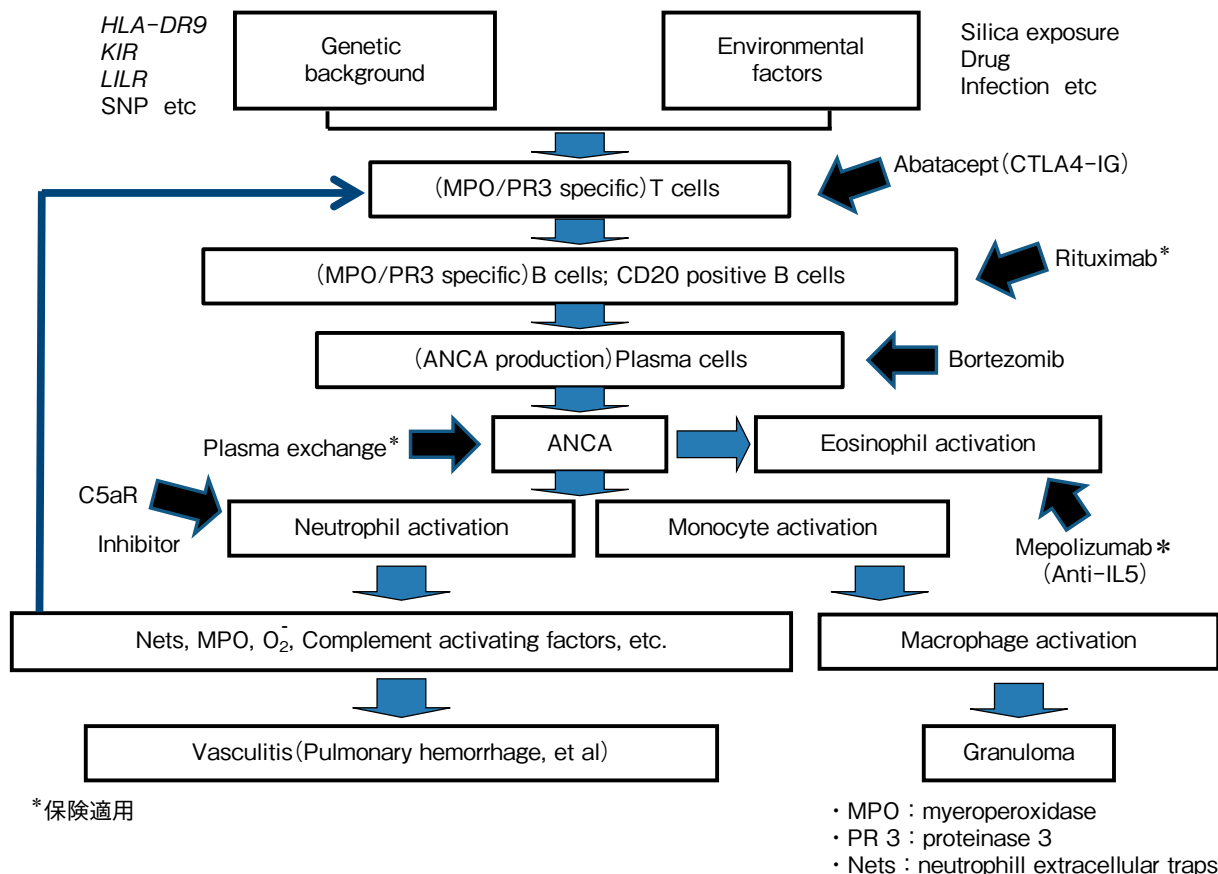 HLA-DR9
KIR
LILR
SNP etc
Genetic
background
Environmental
factors
Silica exposure
Drug
Infection etc
(MPO/PR3 specific)T cells
Abatacept(CTLA4-IG)
(MPO/PR3 specific)B cells; CD20 positive B cells
Rituximab*
(ANCA production)Plasma cells
Bortezomib
Plasma exchange*
ANCA
Eosinophil activation
C5aR
Inhibitor
Neutrophil activation
Monocyte activation
Mepolizumab*
(Anti-IL5)
Nets, MPO, O₂⁻, Complement activating factors, etc.
Macrophage activation
Vasculitis(Pulmonary hemorrhage, et al)
Granuloma
*保険適用
・MPO：myeroperoxidase
・PR 3：proteinase 3
・Nets：neutrophill extracellular traps